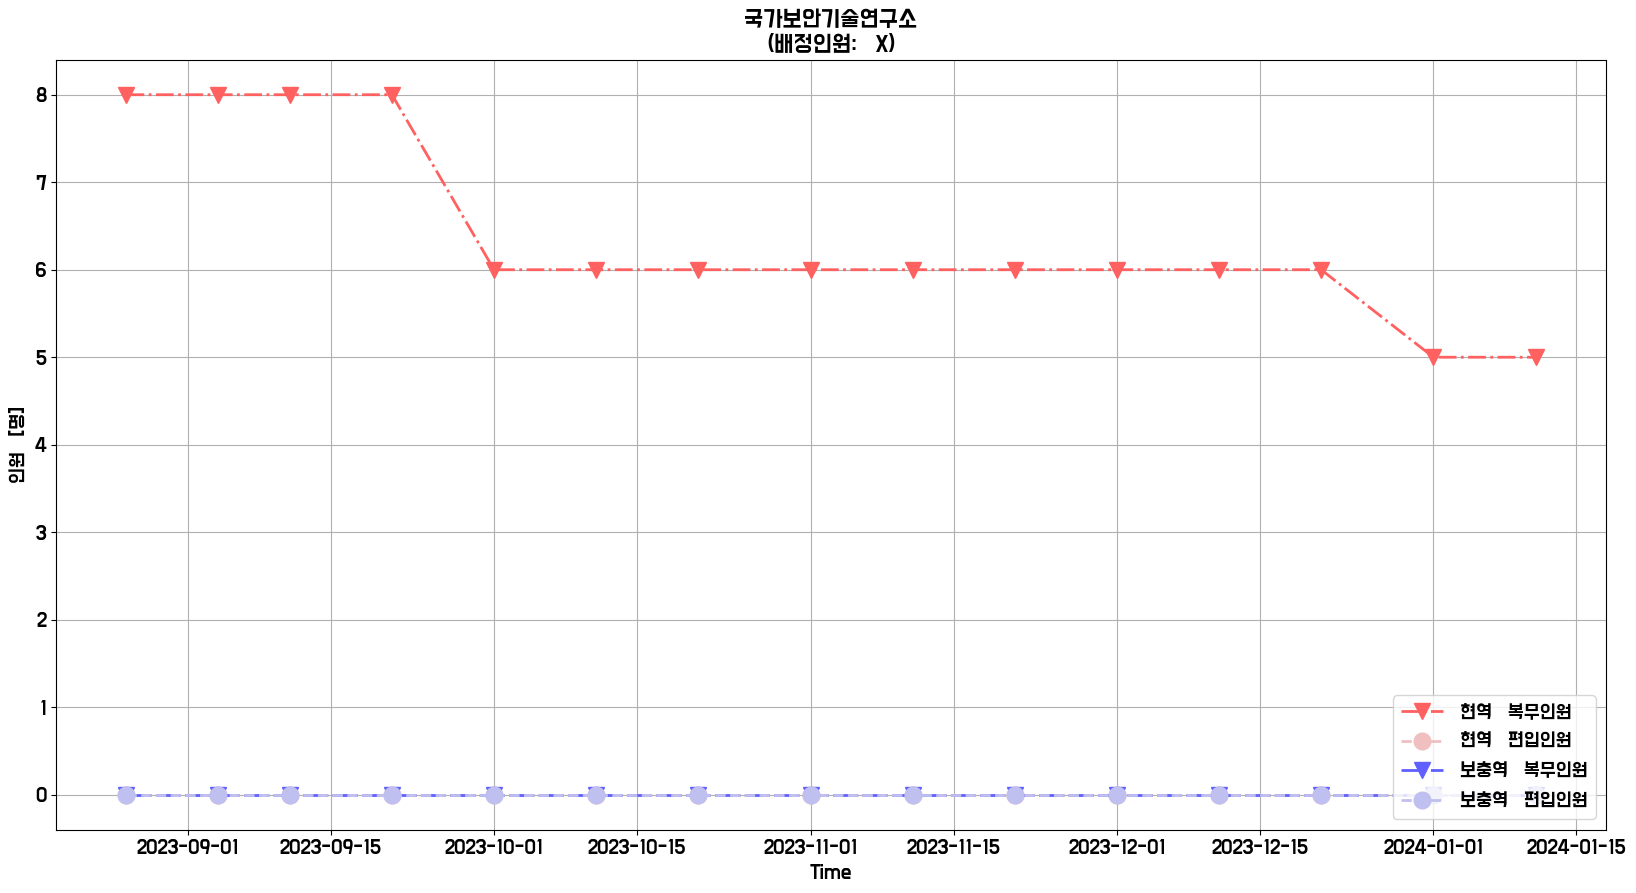 국가보안기술연구소
(배정인원: X)
8
7
6
5
4
3
2
1
0
인원 [명]
2023-09-01
2023-09-15
2023-10-01
2023-10-15
2023-11-01
2023-11-15
2023-12-01
2023-12-15
2024-01-01
2024-01-15
Time
현역 복무인원
현역 편입인원
보충역 복무인원
보충역 편입인원